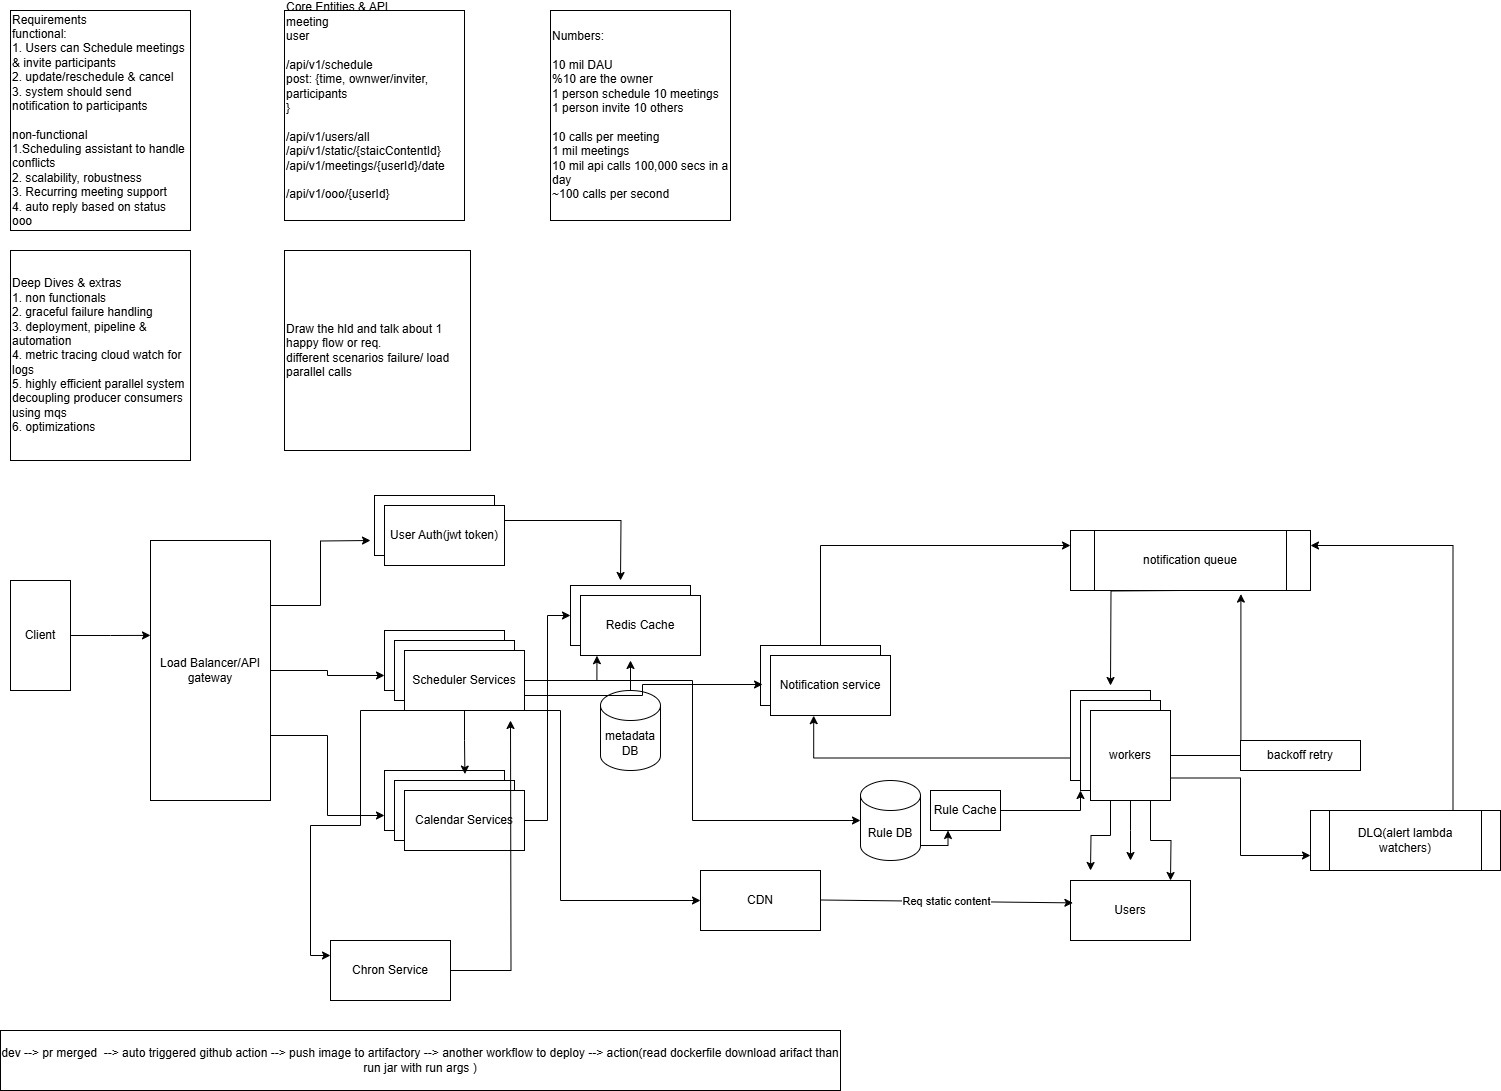 Requirements
functional:
1. Users can Schedule meetings
& invite participants
2. update/reschedule & cancel
3. system should send
notification to participants
non-functional
1.Scheduling assistant to handle
conflicts
2. scalability, robustness
3. Recurring meeting support
4. auto reply based on status
ooo
Core Entities & API
meeting
user
/api/v1/schedule
post: {time, ownwer/inviter,
participants
}
/api/v1/users/all
/api/v1/static/{staicContentId}
/api/v1/meetings/{userId}/date
/api/v1/ooo/{userId}
Numbers:
10 mil DAU
%10 are the owner
1 person schedule 10 meetings
1 person invite 10 others
10 calls per meeting
1 mil meetings
10 mil api calls 100,000 secs in a
day
~100 calls per second
Deep Dives & extras
1. non functionals
2. graceful failure handling
3. deployment, pipeline &
automation
4. metric tracing cloud watch for
logs
5. highly efficient parallel system
decoupling producer consumers
using mqs
6. optimizations
Draw the hld and talk about 1
happy flow or req.
different scenarios failure/ load
parallel calls
Client
Load Balancer/API
gateway
User Auth(jwt token)
Redis Cache
Scheduler Services
metadata
DB
Calendar Services
Chron Service
Notification service
notification queue
workers
backoff retry
Rule DB
Rule Cache
DLQ(alert lambda
watchers)
CDN
Req static content
Users
dev --> pr merged --> auto triggered github action --> push image to artifactory --> another workflow to deploy --> action(read dockerfile download arifact than
run jar with run args )